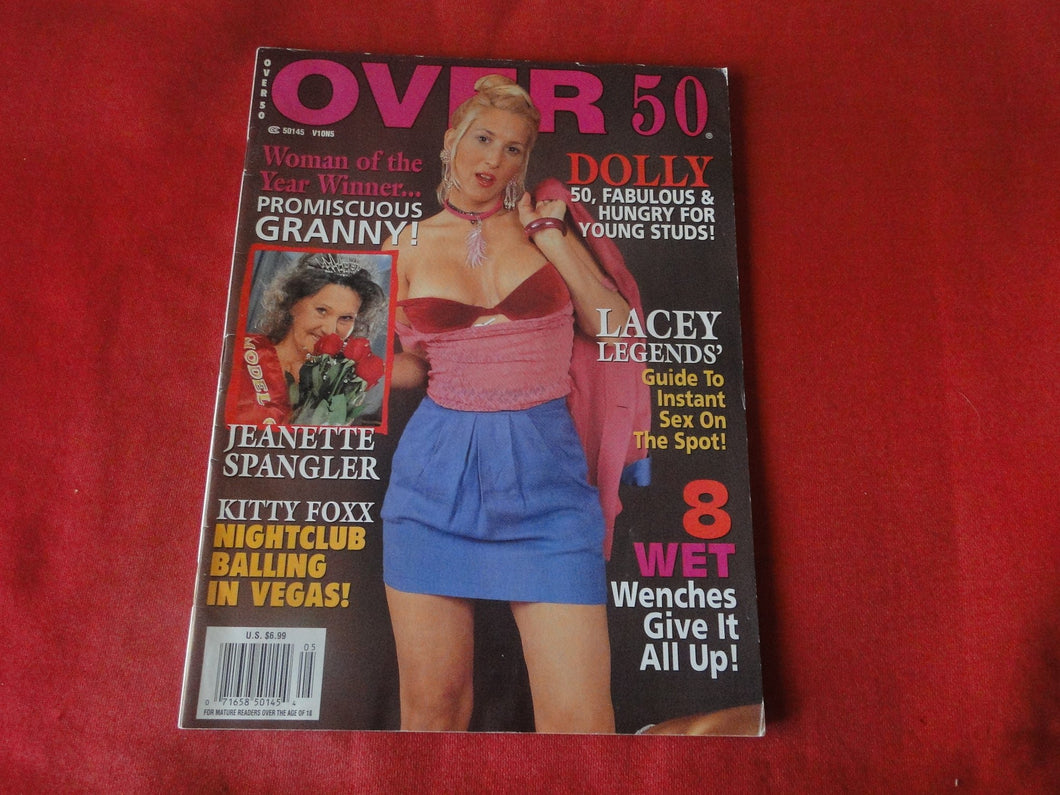 OVER 50
OVER 50
50145 V10N5
Woman of the
Year Winner...
PROMISCUOUS
GRANNY!
MODEL
JEANETTE
SPANGLER
KITTY FOXX
NIGHTCLUB
BALLING
IN VEGAS!
DOLLY
50, FABULOUS &
HUNGRY FOR
YOUNG STUDS!
LACEY
LEGENDS'
Guide To
Instant
Sex On
The Spot!
8
WET
Wenches
Give It
All Up!
U.S. $6.99
05
0 71658 50145 4
FOR MATURE READERS OVER THE AGE OF 18